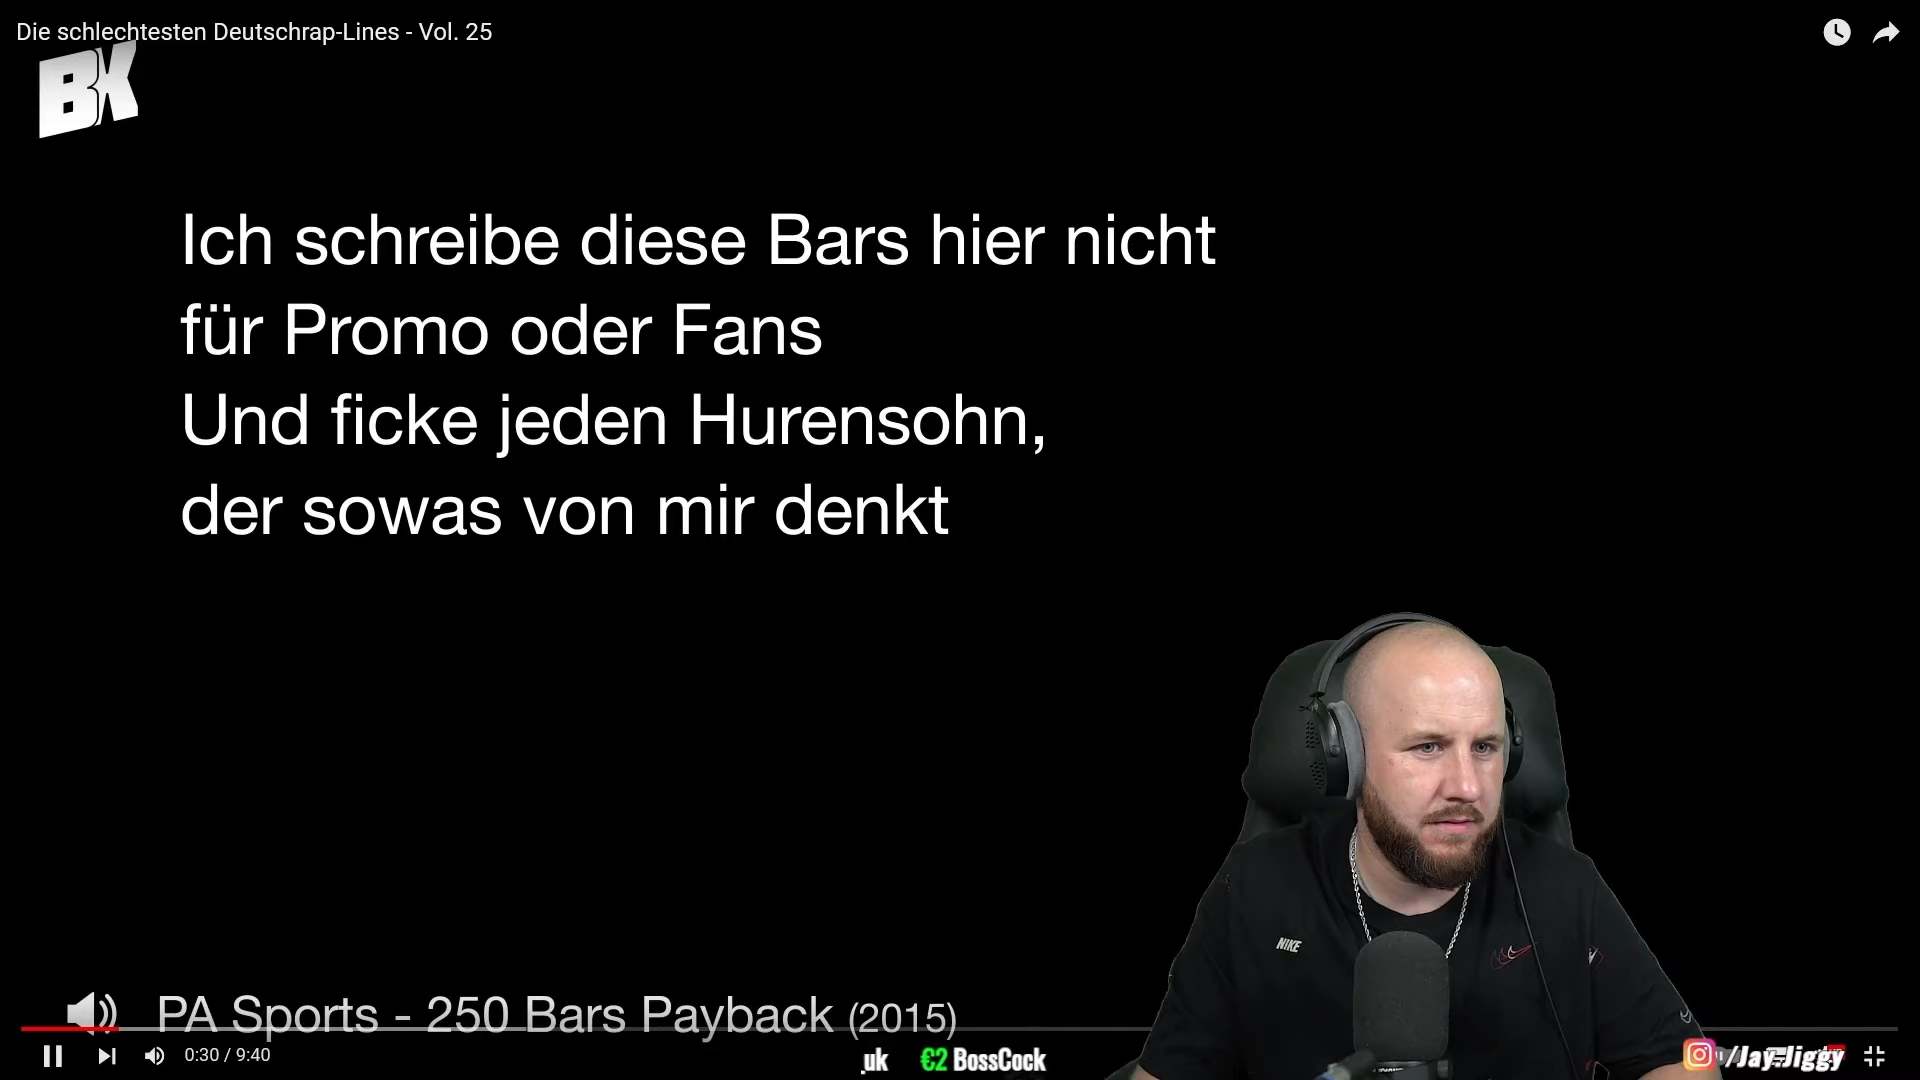 Die schlechtesten Deutschrap-Lines - Vol. 25
BK
Ich schreibe diese Bars hier nicht
für Promo oder Fans
Und ficke jeden Hurensohn,
der sowas von mir denkt
NIKE
PA Sports - 250 Bars Payback (2015)
0:30 / 9:40
uk €2 BossCock
/JayJiggy